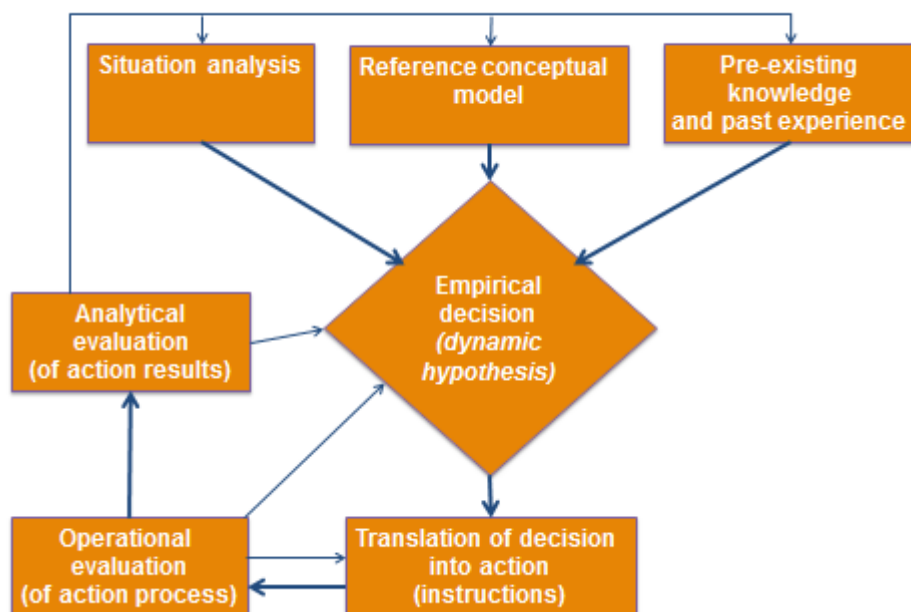 Situation analysis
Reference conceptual
model
Pre-existing
knowledge
and past experience
Empirical
decision
(dynamic
hypothesis)
Analytical
evaluation
(of action results)
Operational
evaluation
(of action process)
Translation of decision
into action
(instructions)